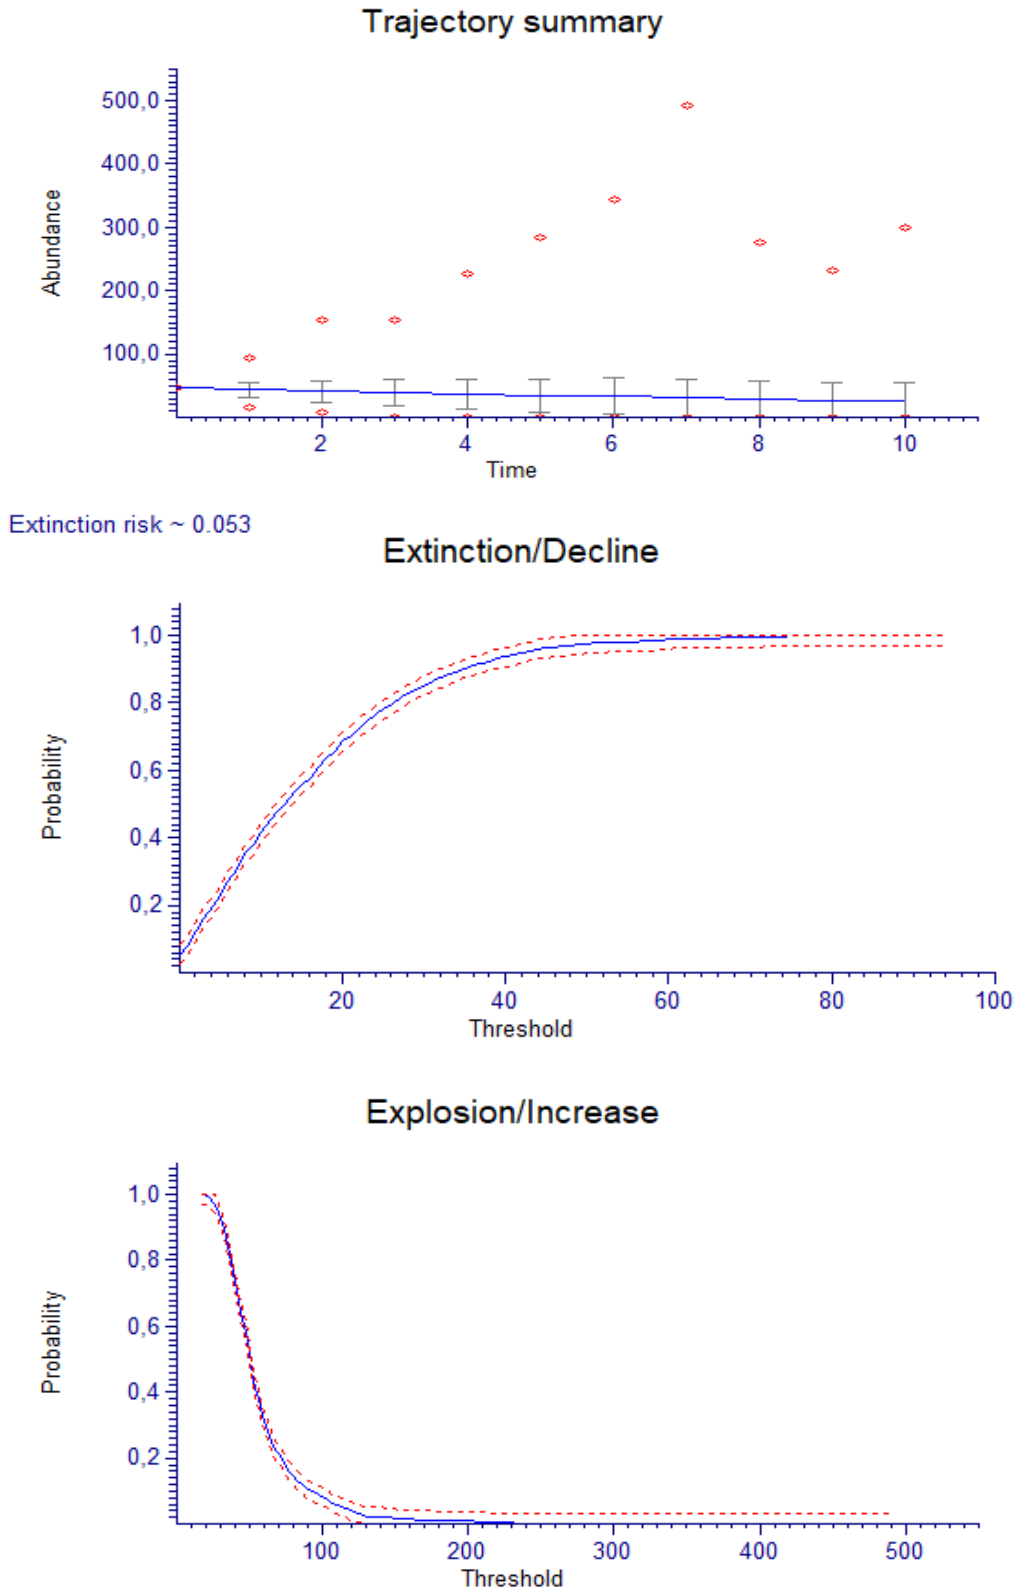 Trajectory summary
500,0
400,0
300,0
200,0
100,0
Abundance
2 4 6 8 10
Time
Extinction risk ~ 0.053
Extinction/Decline
1,0
0,8
0,6
0,4
0,2
Probability
20 40 60 80 100
Threshold
Explosion/Increase
1,0
0,8
0,6
0,4
0,2
Probability
100 200 300 400 500
Threshold